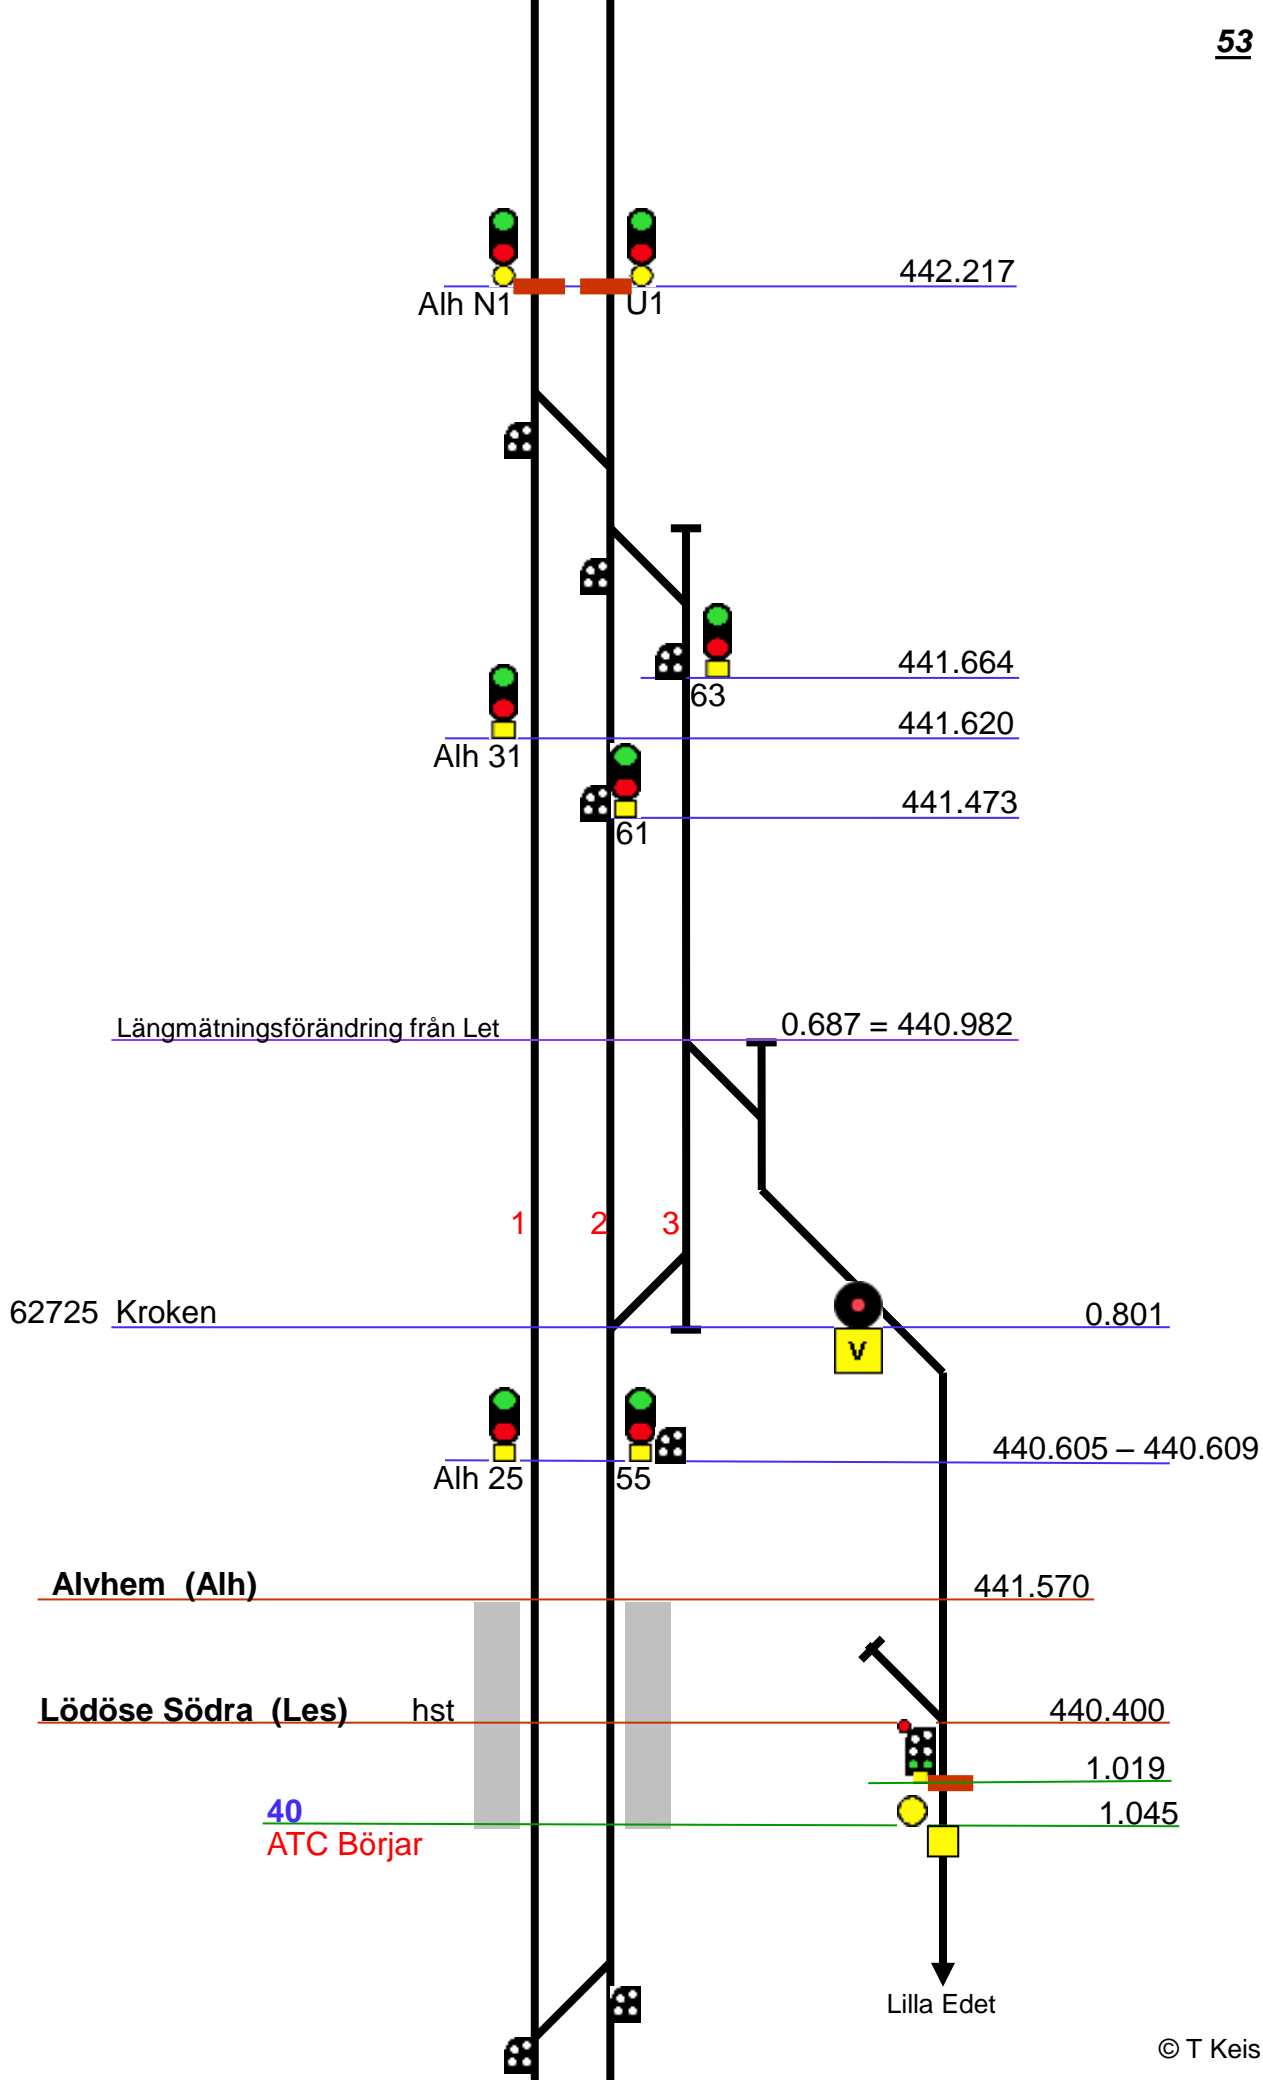 53
442.217
Alh N1 U1
441.664
63
441.620
Alh 31
441.473
61
Längmätningsförändring från Let 0.687 = 440.982
1 2 3
62725 Kroken 0.801
V
440.605 – 440.609
Alh 25 55
Alvhem (Alh) 441.570
Lödöse Södra (Les) hst 440.400
1.019
40 1.045
ATC Börjar
Lilla Edet
© T Keis